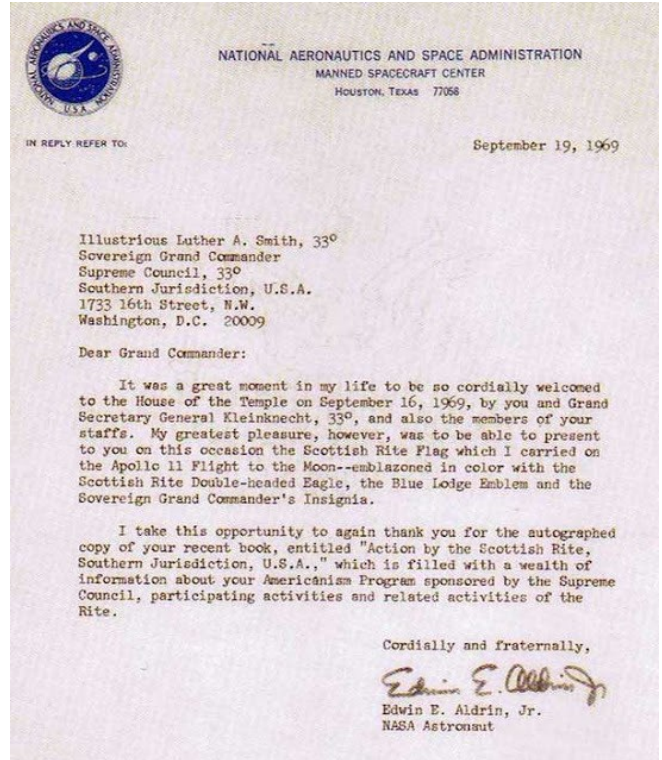 NATIONAL AERONAUTICS AND SPACE ADMINISTRATION
MANNED SPACECRAFT CENTER
HOUSTON, TEXAS 77058
NATIONAL AERONAUTICS AND SPACE ADMINISTRATION
U.S.A.
IN REPLY REFER TO:
September 19, 1969
Illustrious Luther A. Smith, 33°
Sovereign Grand Commander
Supreme Council, 33°
Southern Jurisdiction, U.S.A.
1733 16th Street, N.W.
Washington, D.C. 20009
Dear Grand Commander:
It was a great moment in my life to be so cordially welcomed
to the House of the Temple on September 16, 1969, by you and Grand
Secretary General Kleinknecht, 33°, and also the members of your
staffs. My greatest pleasure, however, was to be able to present
to you on this occasion the Scottish Rite Flag which I carried on
the Apollo 11 Flight to the Moon--emblazoned in color with the
Scottish Rite Double-headed Eagle, the Blue Lodge Emblem and the
Sovereign Grand Commander's Insignia.
I take this opportunity to again thank you for the autographed
copy of your recent book, entitled "Action by the Scottish Rite,
Southern Jurisdiction, U.S.A.," which is filled with a wealth of
information about your Americanism Program sponsored by the Supreme
Council, participating activities and related activities of the
Rite.
Cordially and fraternally,
Edwin E. Aldrin Jr
Edwin E. Aldrin, Jr.
NASA Astronaut